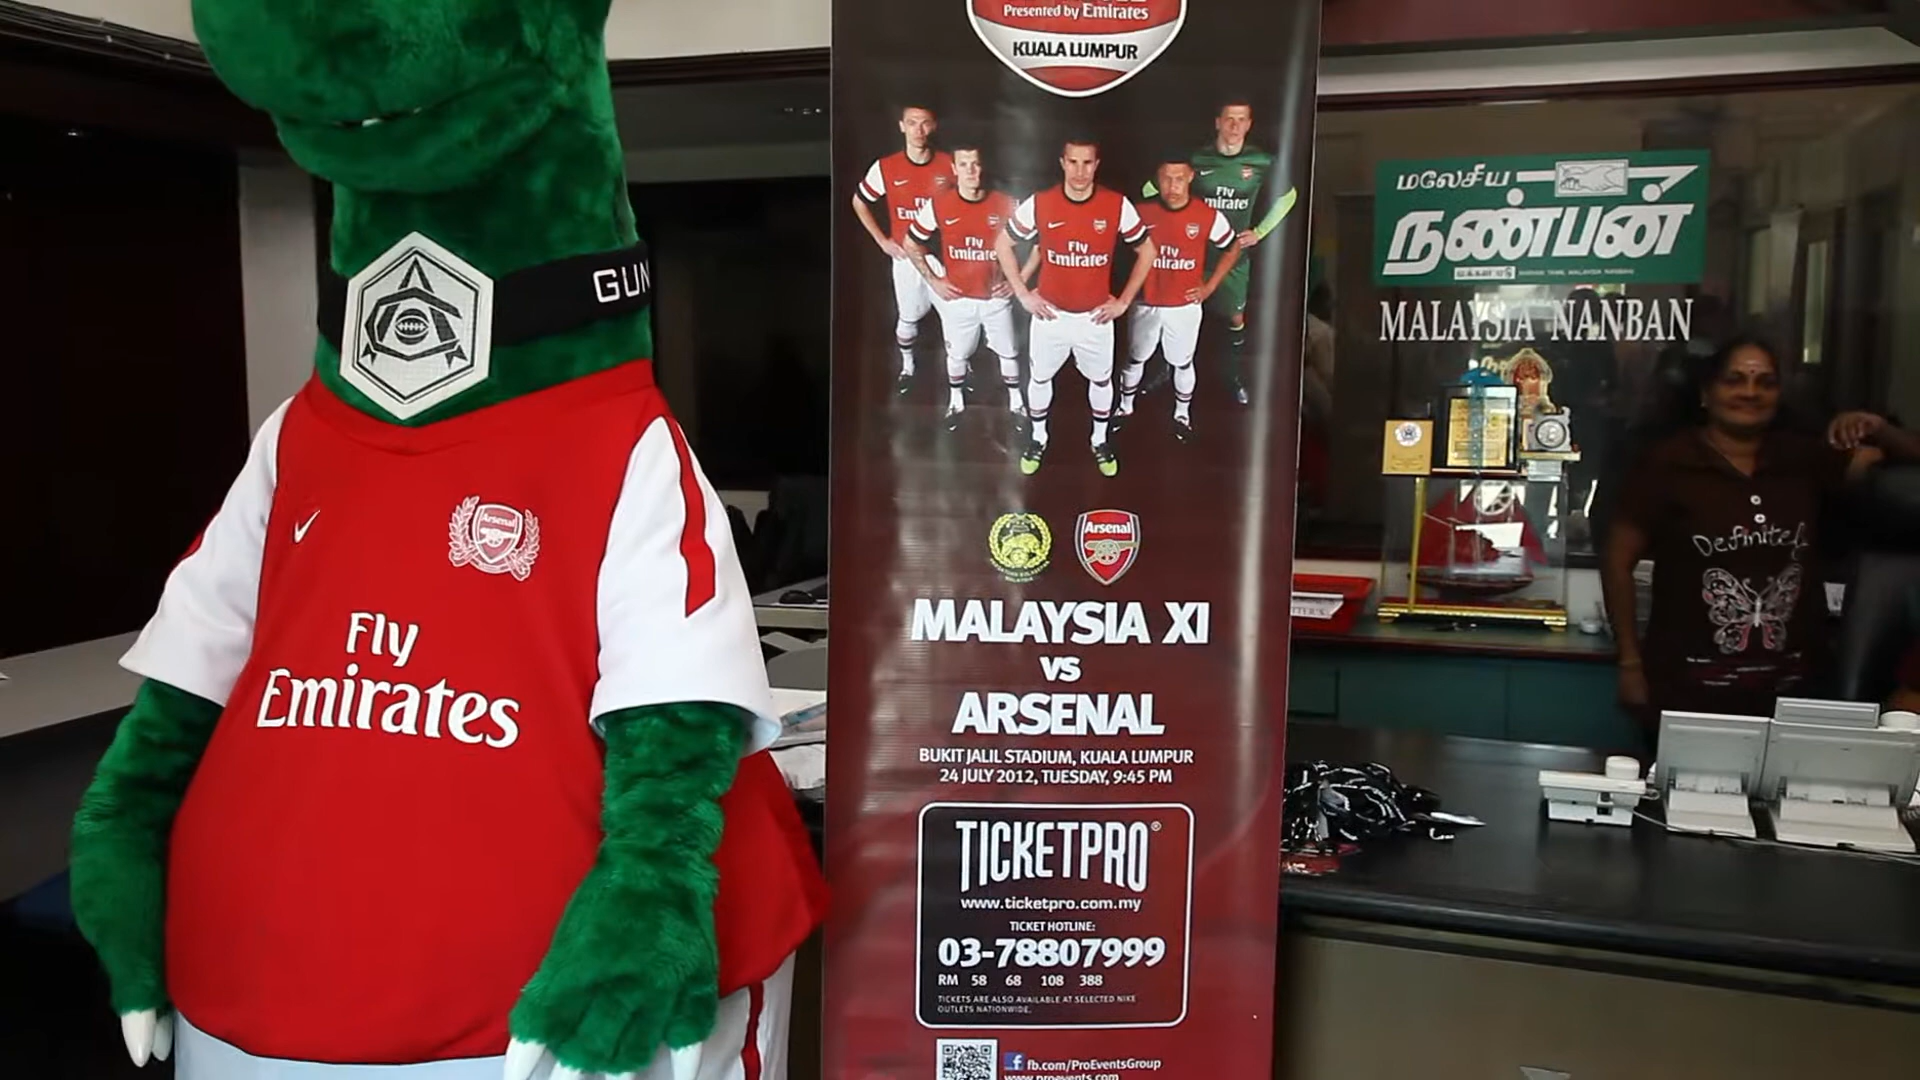 Presented by Emirates
KUALA LUMPUR
GUN
Arsenal
Fly
Emirates
Fly
Emirates
Fly
Emirates
Fly
Arsenal
MALAYSIA XI
VS
ARSENAL
BUKIT JALIL STADIUM, KUALA LUMPUR
24 JULY 2012, TUESDAY, 9:45 PM
TICKETPRO®
www.ticketpro.com.my
TICKET HOTLINE:
03-78807999
RM 58 68 108 388
TICKETS ARE ALSO AVAILABLE AT SELECTED NIKE
OUTLETS NATIONWIDE.
fb.com/ProEventsGroup
www.proevents.com
மலேசிய
நண்பன்
MALAYSIA NANBAN
Definitely